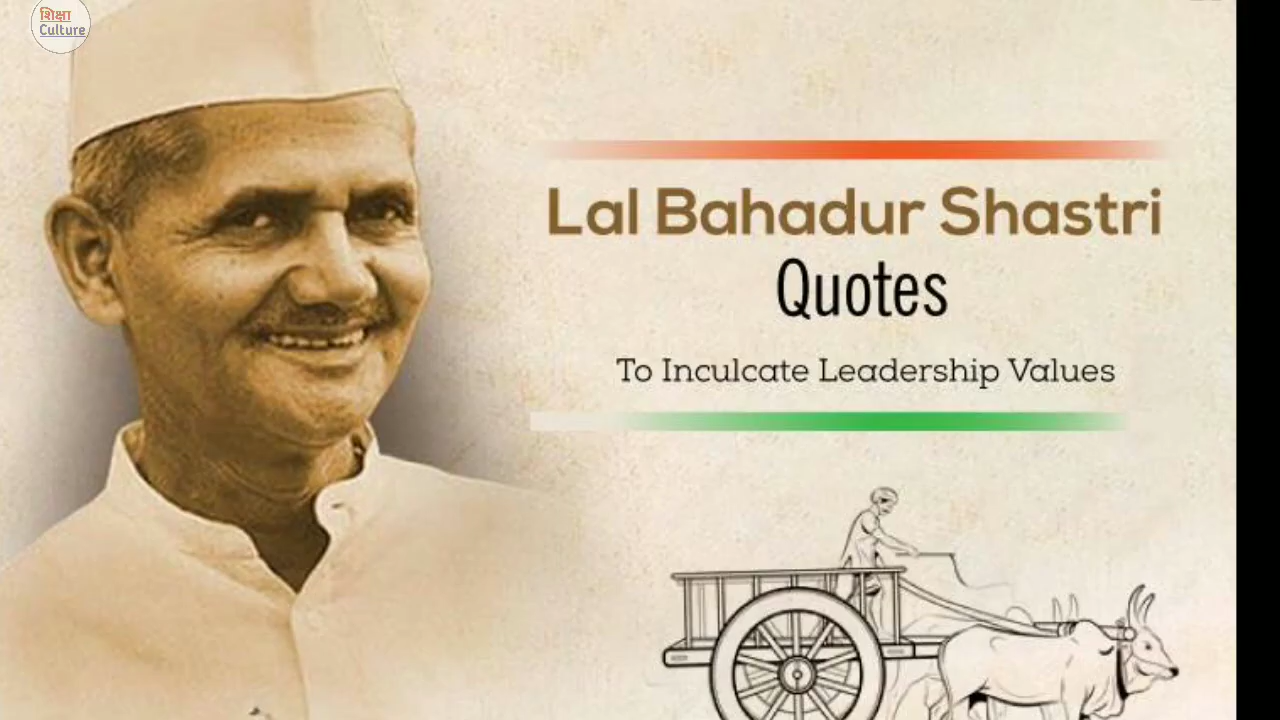 शिक्षा
Culture
Lal Bahadur Shastri
Quotes
To Inculcate Leadership Values